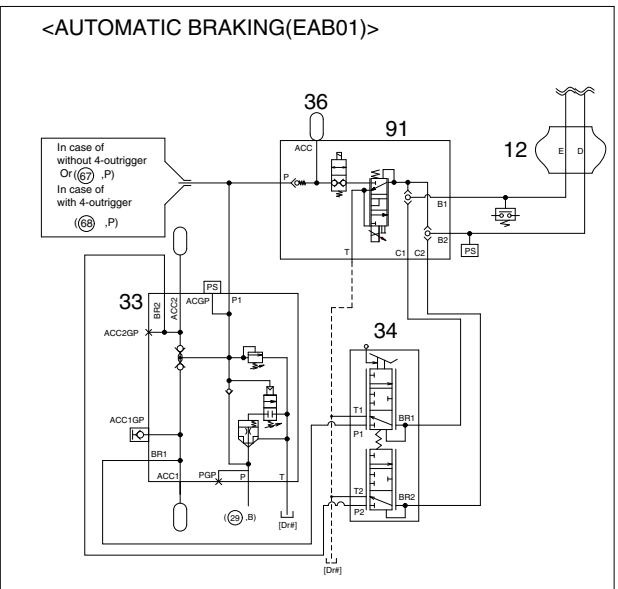 <AUTOMATIC BRAKING(EAB01)>
36
ACC
91
12
E D
In case of
without 4-outrigger
Or(67 ,P)
In case of
with 4-outrigger
(68 ,P)
P
B1
B2
PS
T
C1 C2
33
BR2
ACC2
PS
ACGP
P1
ACC2GP
34
ACC1GP
BR1
ACC1
PGP
P
T
(29 ,B)
[Dr#]
T1
P1
BR1
T2
P2
BR2
[Dr#]